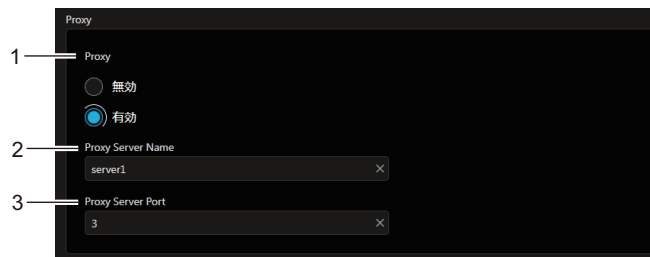 Proxy
1
Proxy
無効
有効
2
Proxy Server Name
server1
3
Proxy Server Port
3